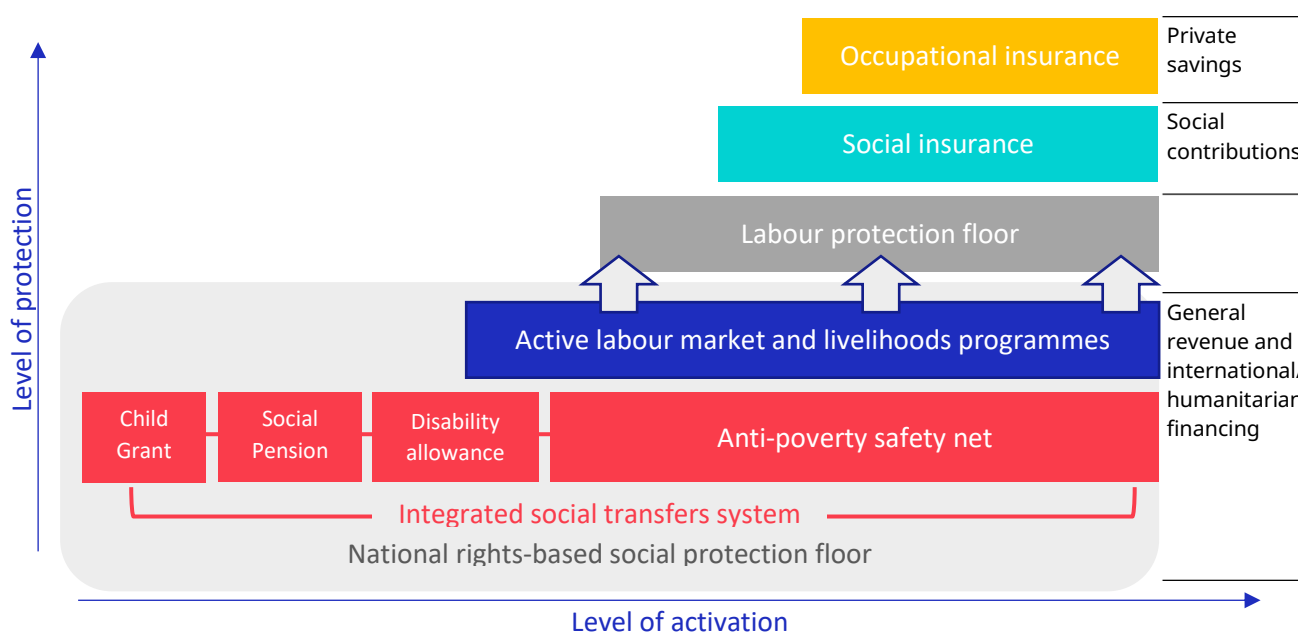 Occupational insurance
Private
savings
Social insurance
Social
contributions
Labour protection floor
Level of protection
Active labour market and livelihoods programmes
General
revenue and
international/
humanitarian
financing
Child
Grant
Social
Pension
Disability
allowance
Anti-poverty safety net
Integrated social transfers system
National rights-based social protection floor
Level of activation